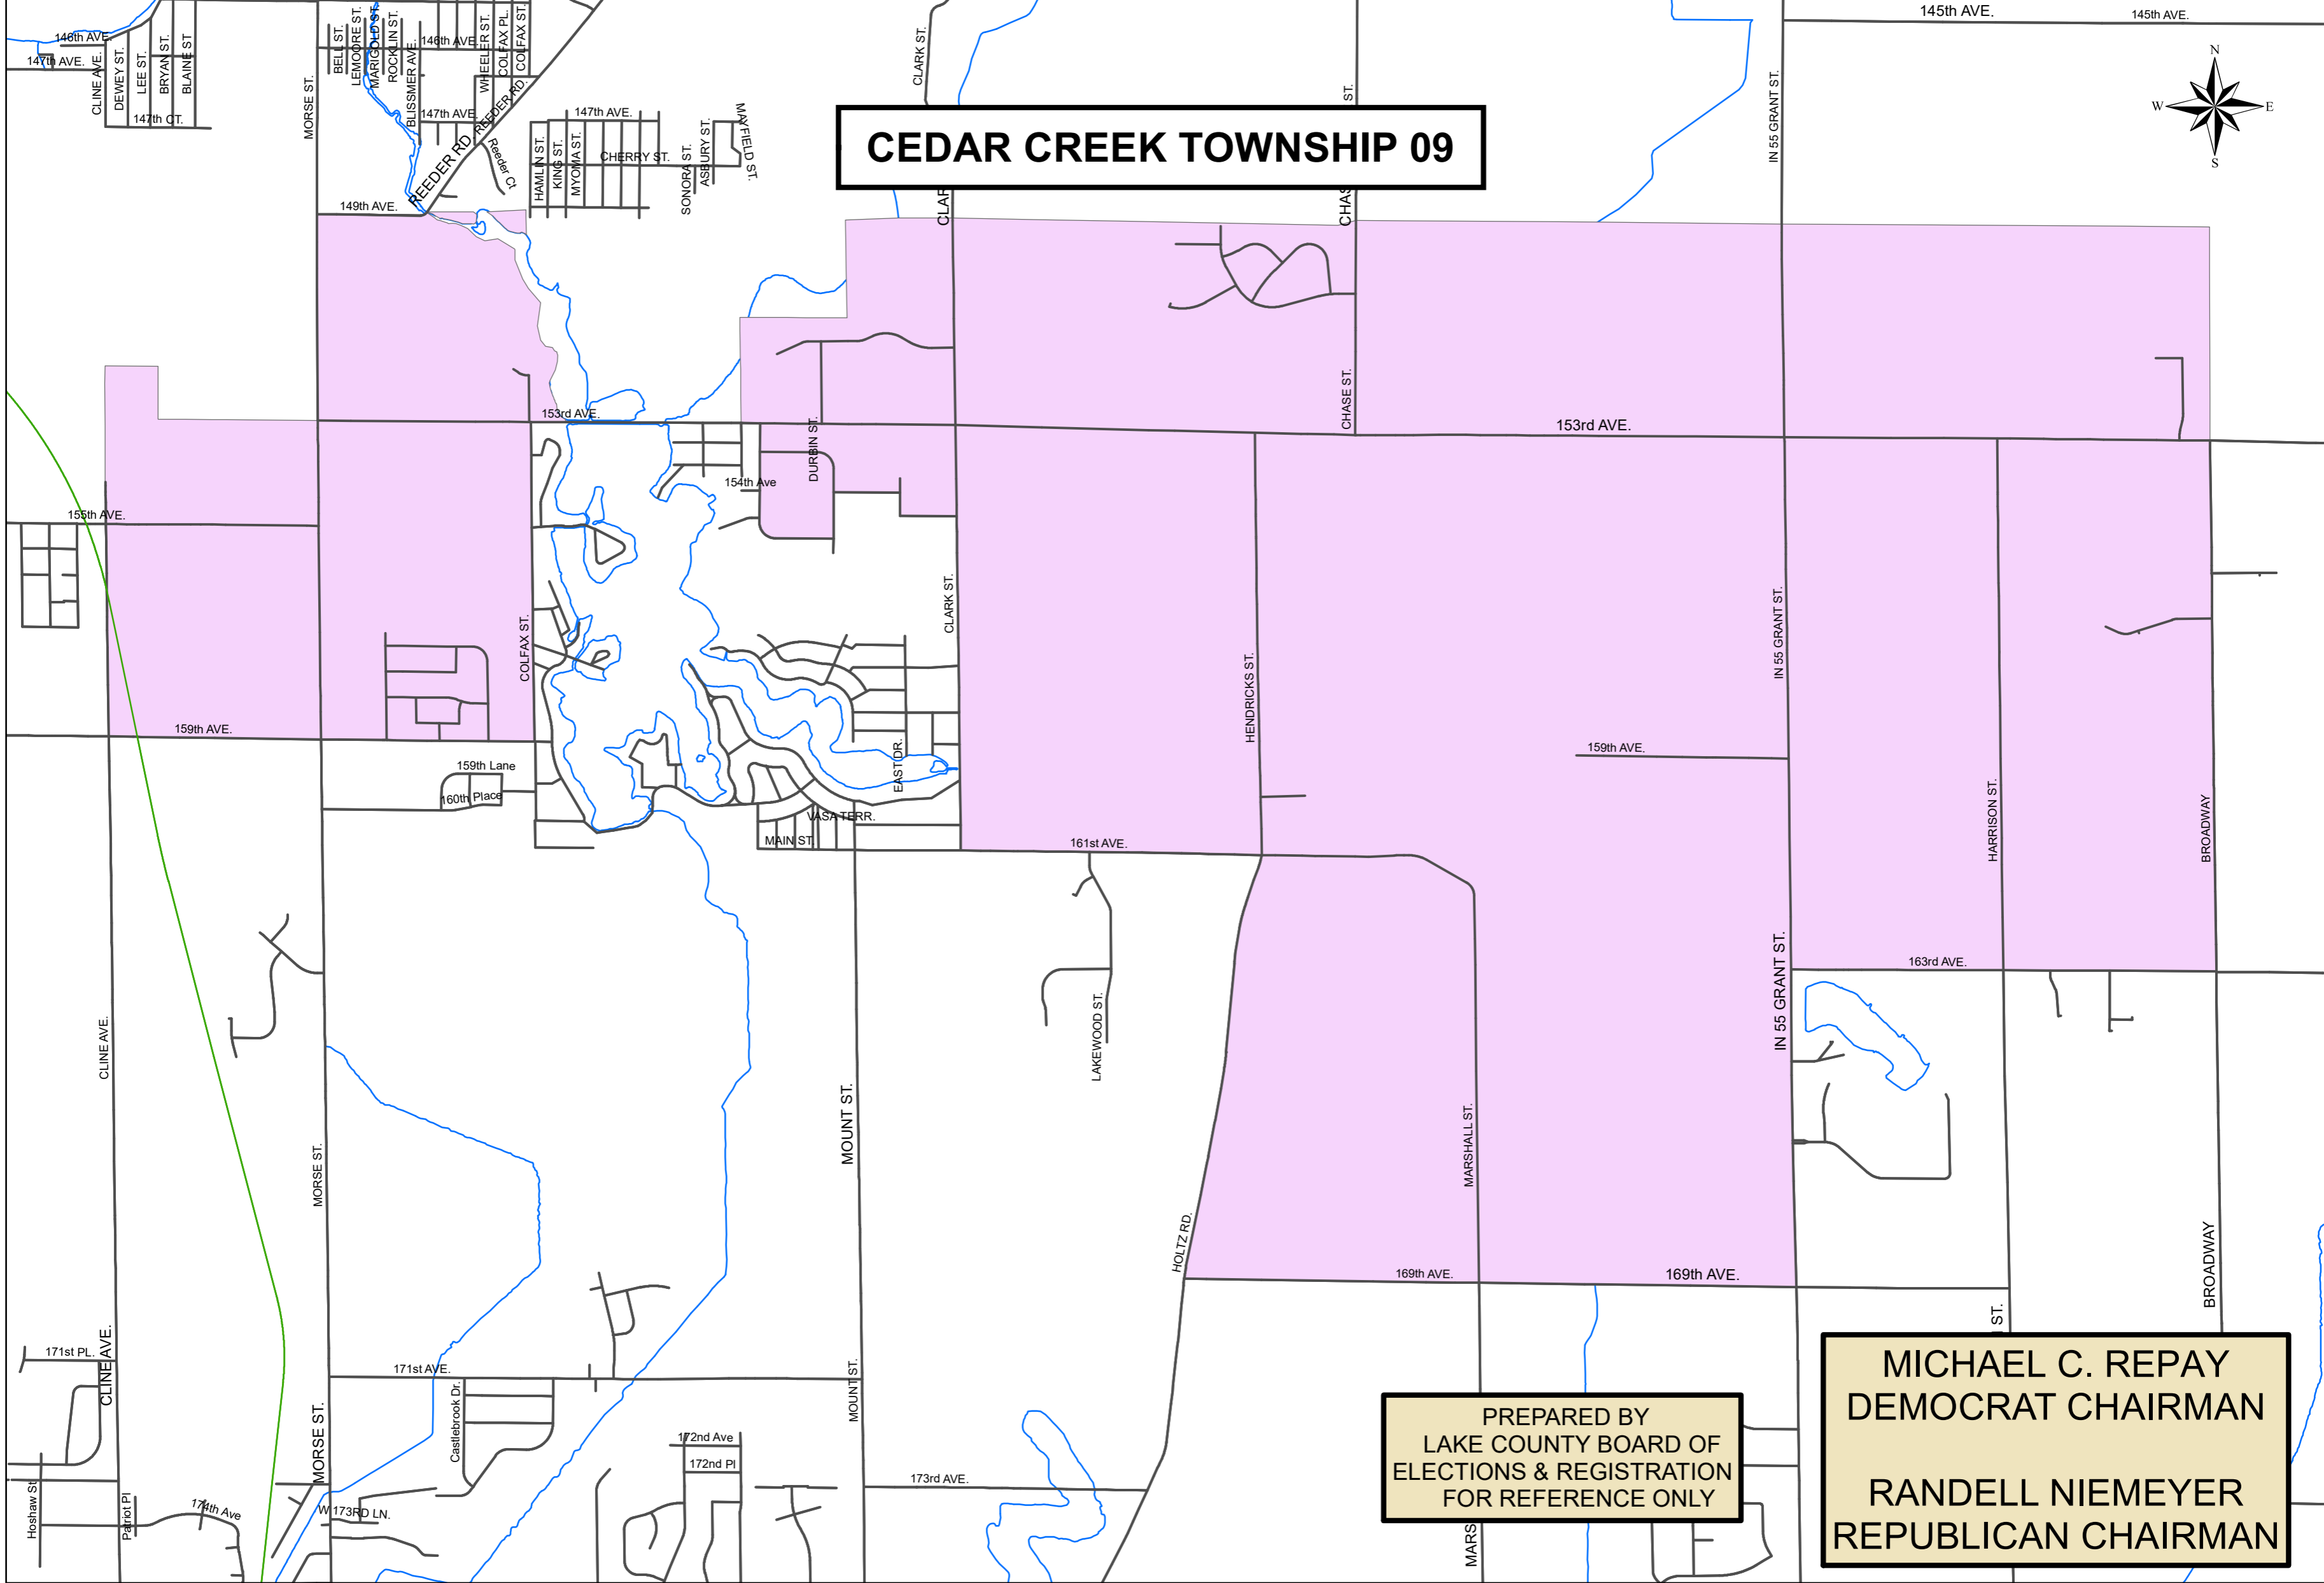 145th AVE.
145th AVE.
146th AVE.
147th AVE.
CLINE AVE.
DEWEY ST.
LEE ST.
BRYAN ST.
BLAINE ST
147th CT.
MORSE ST.
BELL ST.
LEMOORE ST.
MARIGOLD ST.
ROCKLIN ST.
BLISSMER AVE.
146th AVE.
WHEELER ST.
COLFAX PL.
COLFAX ST.
147th AVE.
REEDER RD.
REEDER RD.
Reeder Ct
149th AVE.
HAMLIN ST.
KING ST.
MYOMA ST.
147th AVE.
CHERRY ST.
SONORA ST.
ASBURY ST.
MAYFIELD ST.
CLARK ST.
ST.
IN 55 GRANT ST.
N
W
E
S
CEDAR CREEK TOWNSHIP 09
CLAR
CHAS
CHASE ST.
153rd AVE.
153rd AVE.
DURBIN ST.
154th Ave
155th AVE.
COLFAX ST.
CLARK ST.
HENDRICKS ST.
IN 55 GRANT ST.
159th AVE.
159th AVE.
159th Lane
160th Place
EAST DR.
VASA TERR.
MAIN ST.
161st AVE.
HARRISON ST.
BROADWAY
163rd AVE.
IN 55 GRANT ST.
CLINE AVE.
LAKEWOOD ST.
MOUNT ST.
MORSE ST.
MARSHALL ST.
HOLTZ RD.
169th AVE.
169th AVE.
BROADWAY
ST.
171st PL.
CLINE AVE.
171st AVE.
MORSE ST.
Castlebrook Dr.
MOUNT ST.
172nd Ave
172nd Pl
173rd AVE.
Hoshaw St
Patriot Pl
174th Ave
W 173RD LN.
MARS
PREPARED BY
LAKE COUNTY BOARD OF
ELECTIONS & REGISTRATION
FOR REFERENCE ONLY
MICHAEL C. REPAY
DEMOCRAT CHAIRMAN
RANDELL NIEMEYER
REPUBLICAN CHAIRMAN